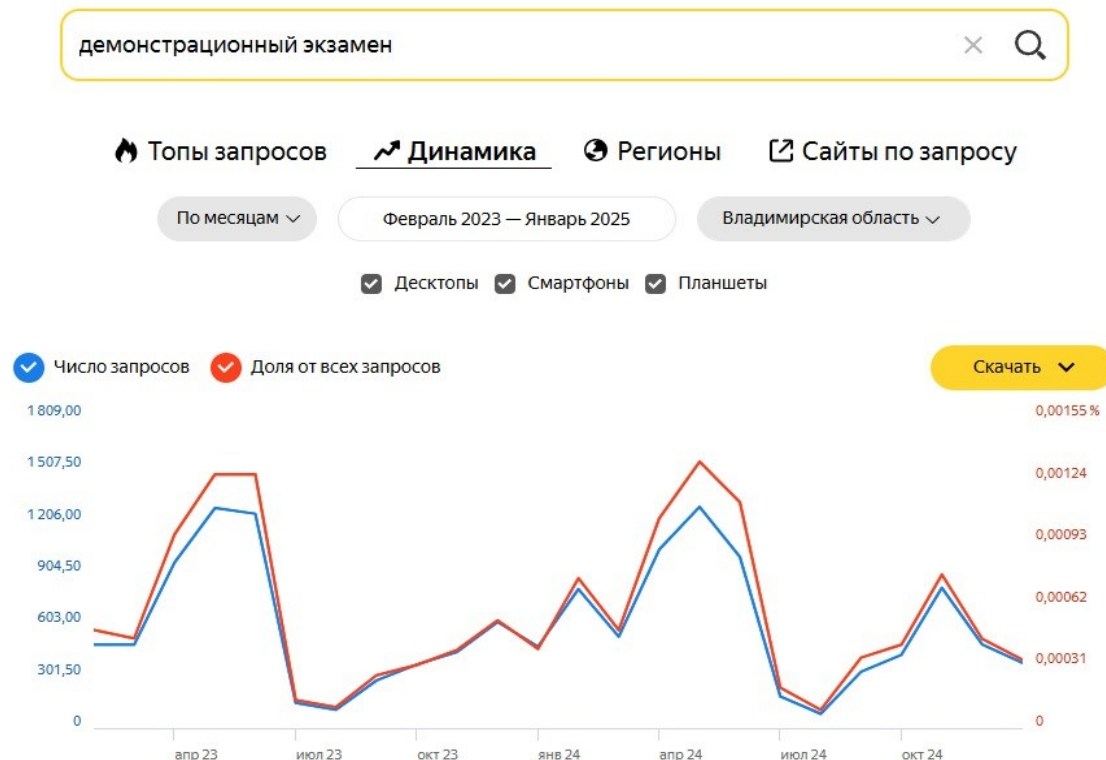 демонстрационный экзамен
Топы запросов Динамика Регионы Сайты по запросу
По месяцам Февраль 2023 — Январь 2025 Владимирская область
Десктопы Смартфоны Планшеты
Число запросов Доля от всех запросов Скачать
1 809,00 0,00155 %
1 507,50 0,00124
1 206,00 0,00093
904,50 0,00062
603,00 0,00031
301,50
0 0
апр 23 июл 23 окт 23 янв 24 апр 24 июл 24 окт 24